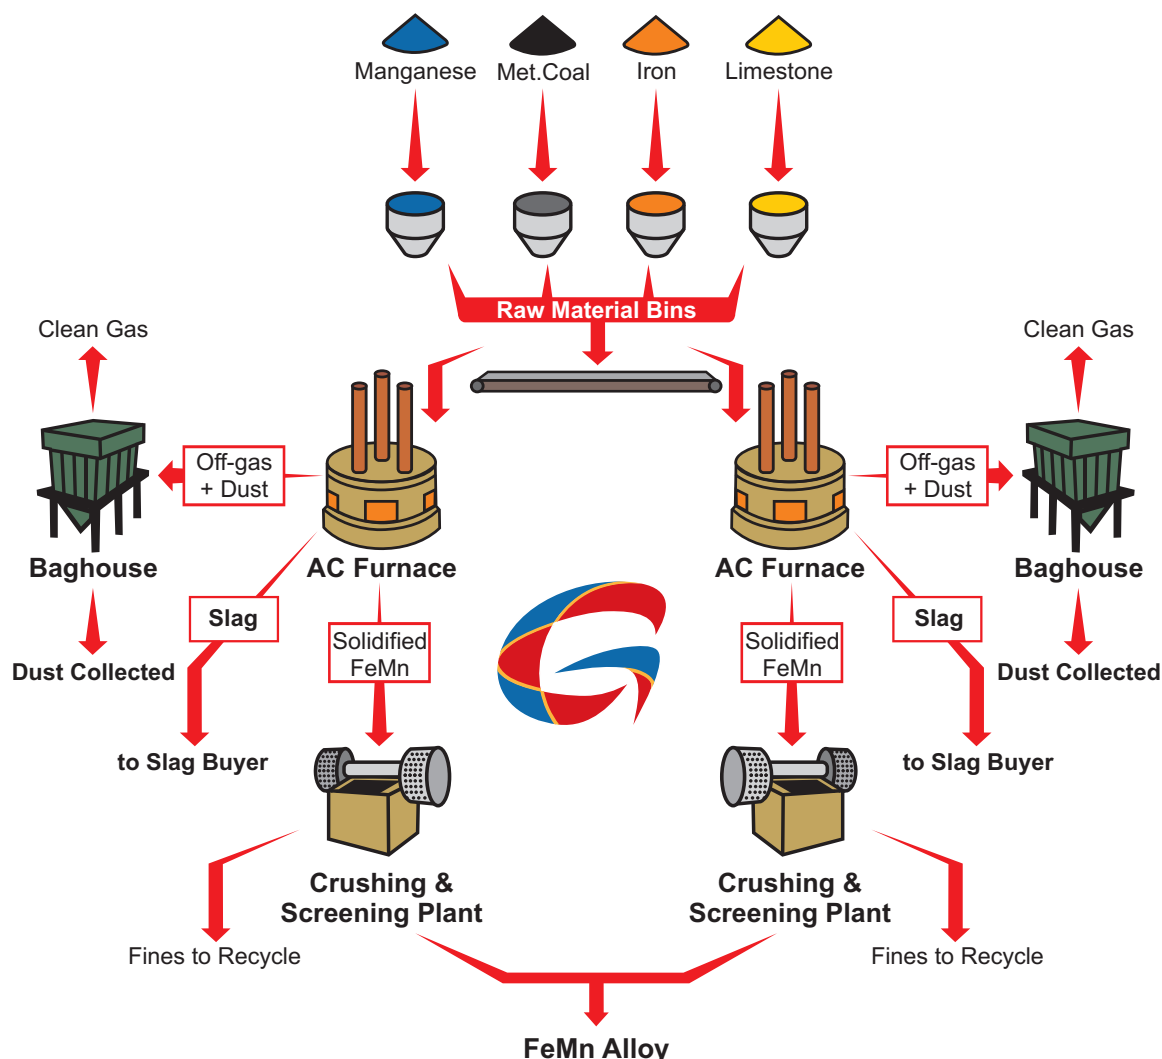 Manganese
Met.Coal
Iron
Limestone
Raw Material Bins
Clean Gas
Clean Gas
Off-gas
+ Dust
Off-gas
+ Dust
Baghouse
AC Furnace
AC Furnace
Baghouse
Slag
Solidified
FeMn
Solidified
FeMn
Slag
Dust Collected
Dust Collected
to Slag Buyer
to Slag Buyer
Crushing &
Screening Plant
Crushing &
Screening Plant
Fines to Recycle
Fines to Recycle
FeMn Alloy